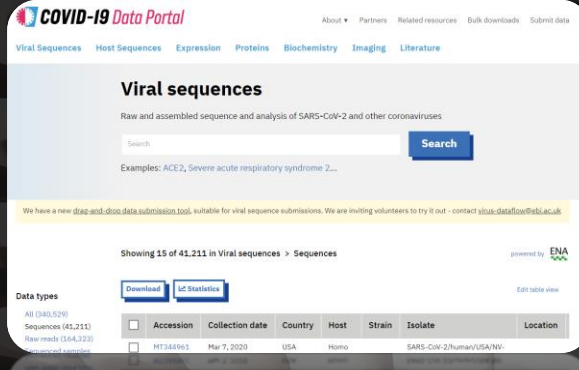 COVID-19 Data Portal
About ▾ Partners Related resources Bulk downloads Submit data
Viral Sequences Host Sequences Expression Proteins Biochemistry Imaging Literature
Viral sequences
Raw and assembled sequence and analysis of SARS-CoV-2 and other coronaviruses
Search
Search
Examples: ACE2, Severe acute respiratory syndrome 2...
We have a new drag-and-drop data submission tool, suitable for viral sequence submissions. We are inviting volunteers to try it out - contact virus-dataflow@ebi.ac.uk
Showing 15 of 41,211 in Viral sequences > Sequences
powered by ENA
Download Statistics
Edit table view
Data types
All (340,529)
Sequences (41,211)
Raw reads (164,323)
Sequenced samples
Accession Collection date Country Host Strain Isolate Location
MT344961 Mar 7, 2020 USA Homo SARS-CoV-2/human/USA/NV-